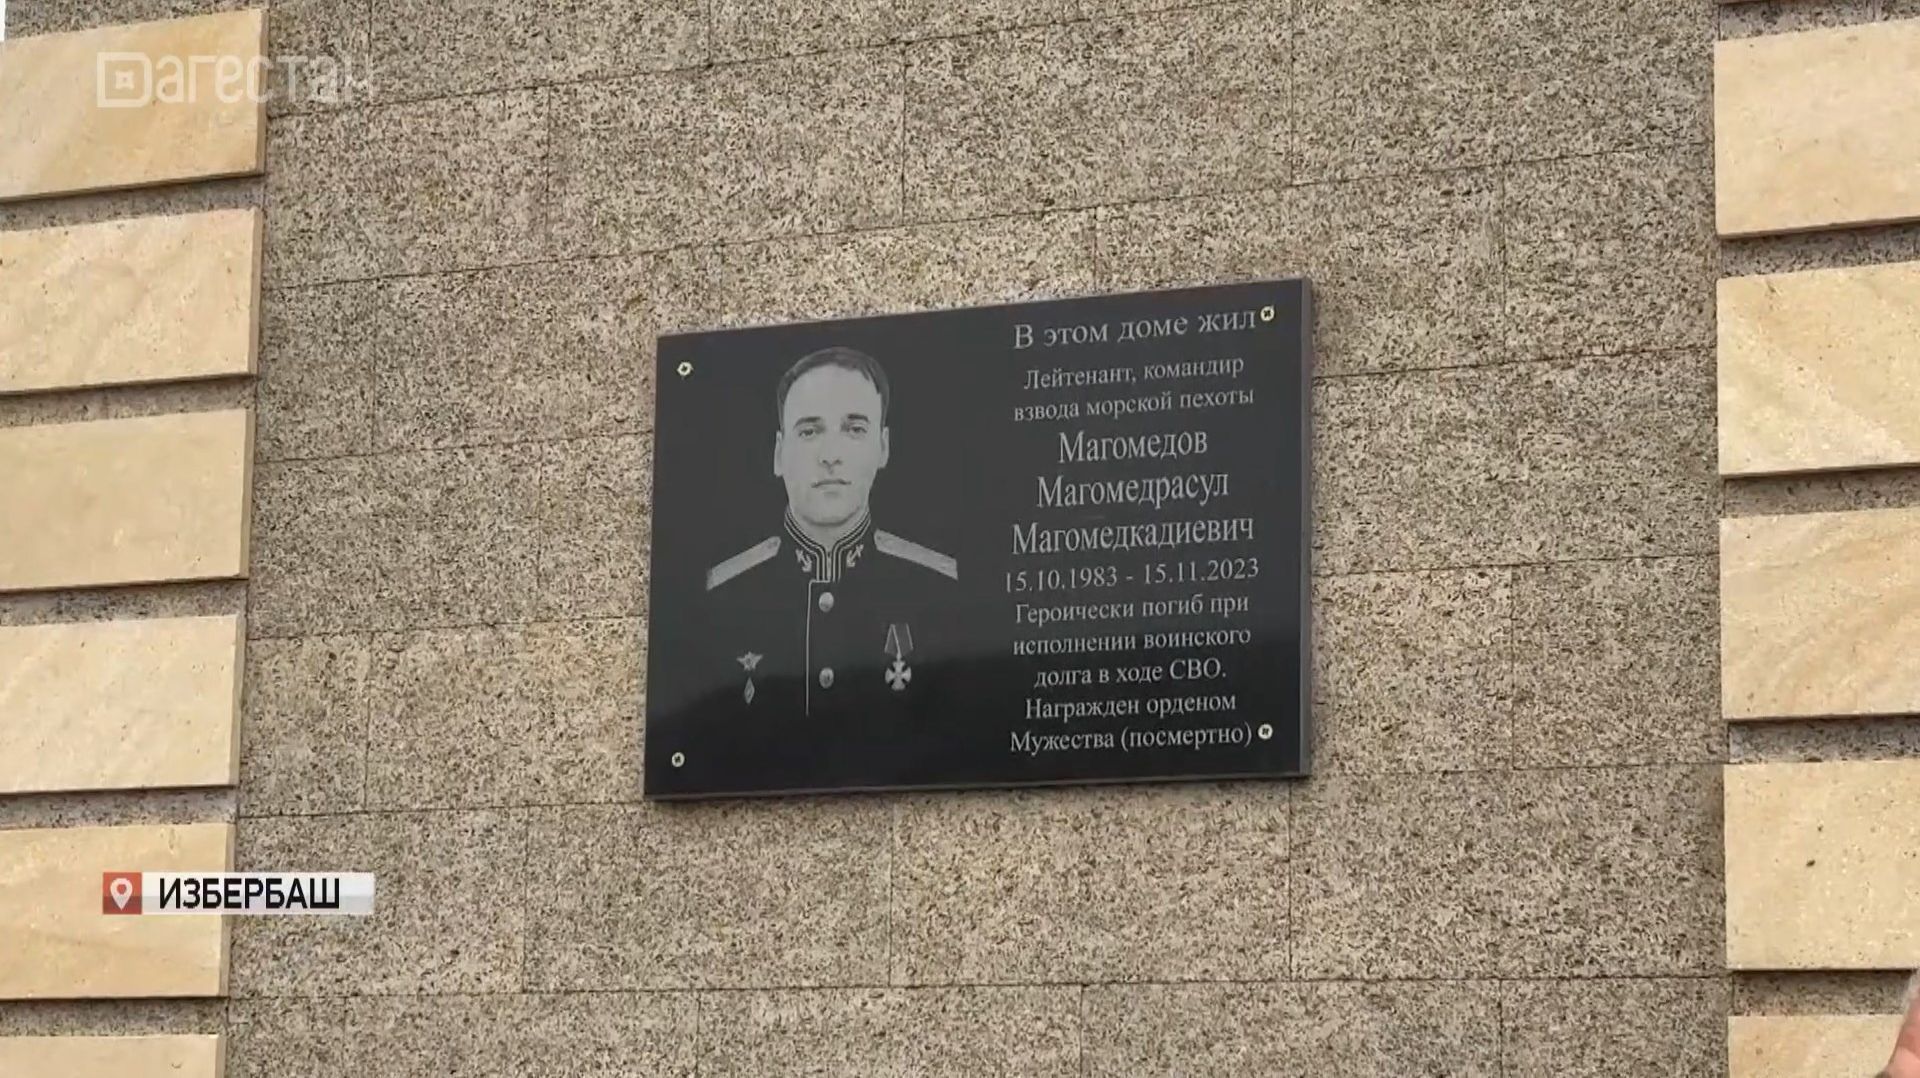 Дагестан
В этом доме жил
Лейтенант, командир
взвода морской пехоты
Магомедов
Магомедрасул
Магомедкадиевич
15.10.1983 - 15.11.2023
Героически погиб при
исполнении воинского
долга в ходе СВО.
Награжден орденом
Мужества (посмертно)
ИЗБЕРБАШ